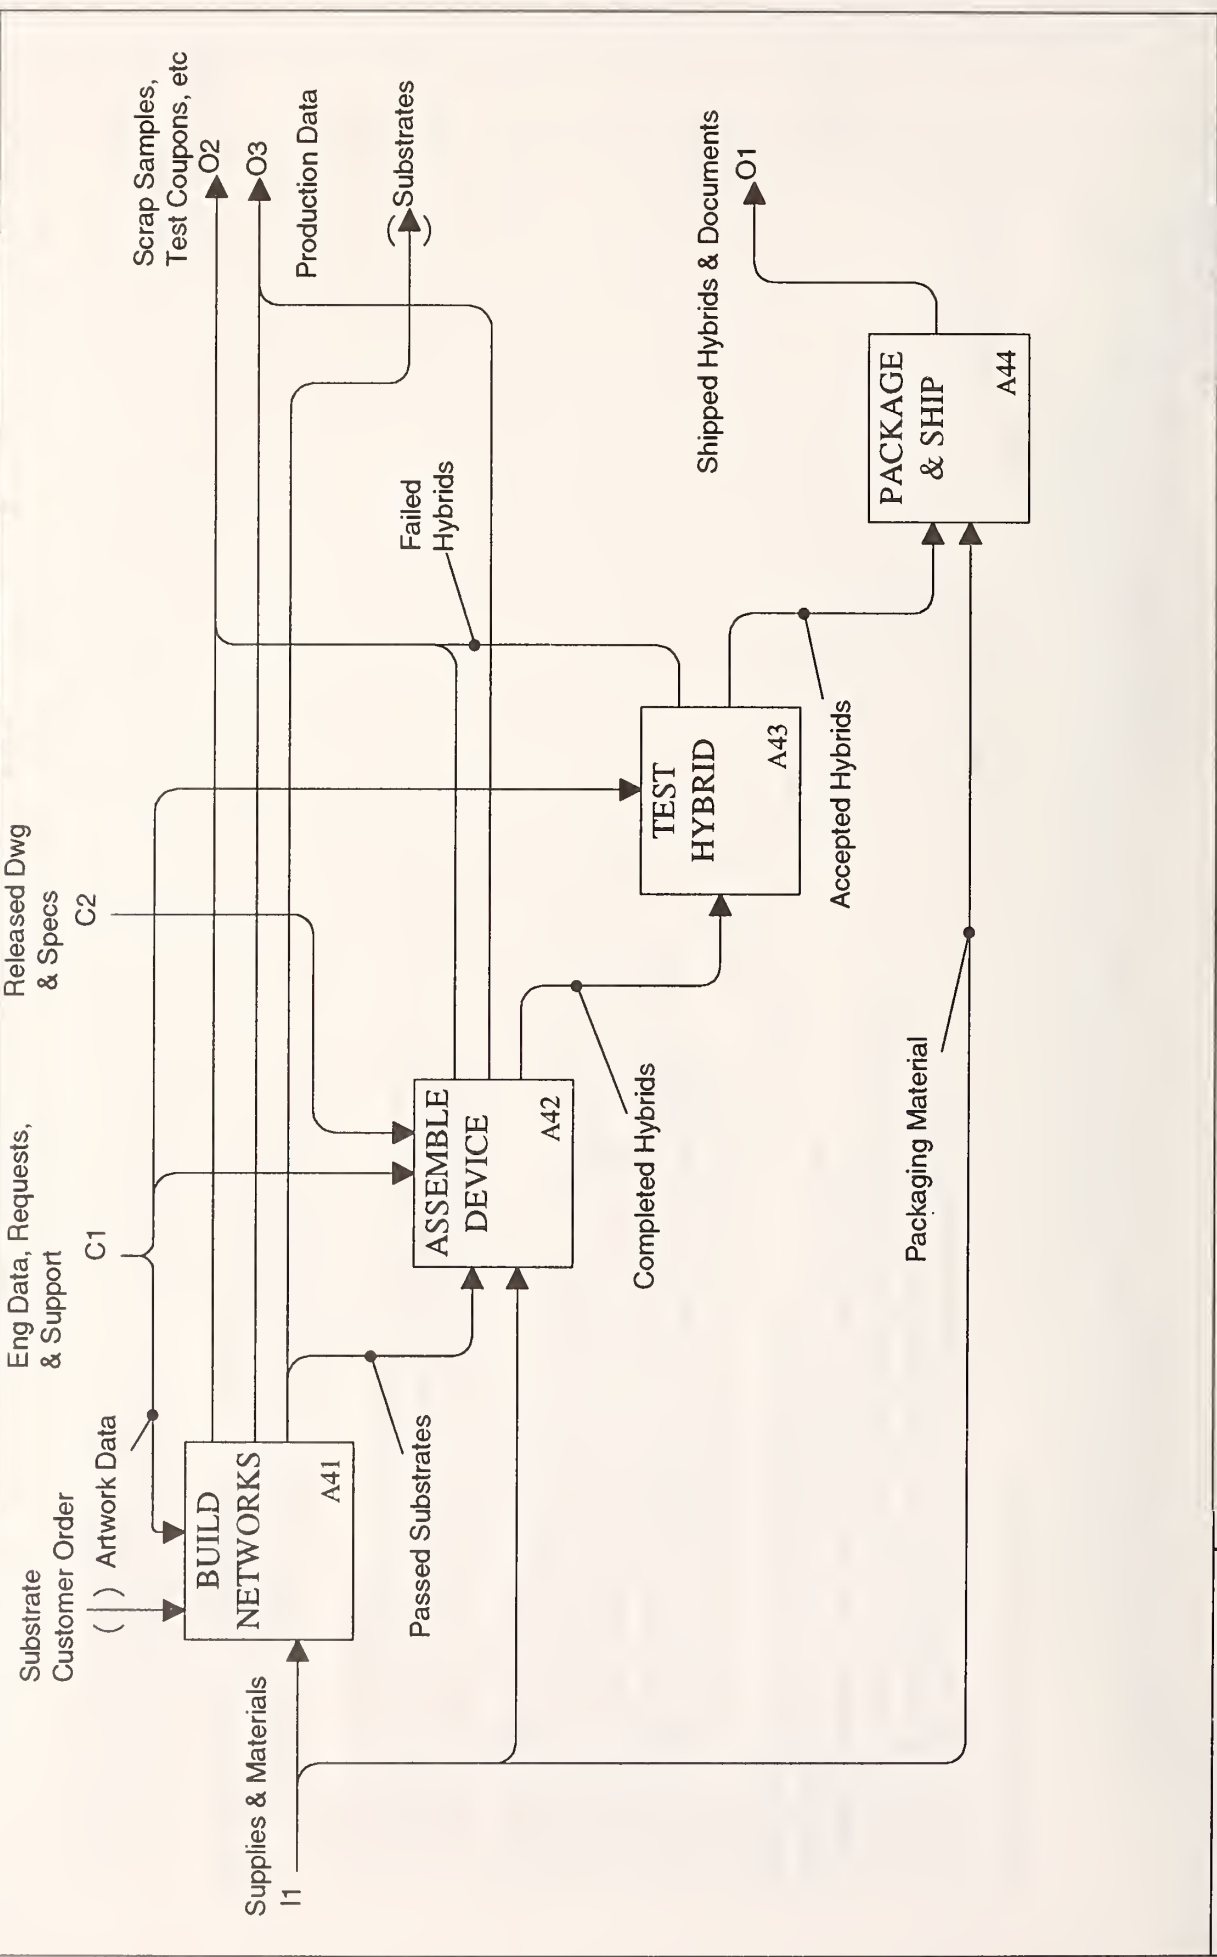 Substrate
Customer Order
( ) Artwork Data
Eng Data, Requests,
& Support
C1
Released Dwg
& Specs
C2
Scrap Samples,
Test Coupons, etc
O2
O3
Production Data
(Substrates)
Supplies & Materials
I1
BUILD
NETWORKS
A41
Passed Substrates
ASSEMBLE
DEVICE
A42
Failed
Hybrids
Completed Hybrids
TEST
HYBRID
A43
Accepted Hybrids
Shipped Hybrids & Documents
O1
Packaging Material
PACKAGE
& SHIP
A44